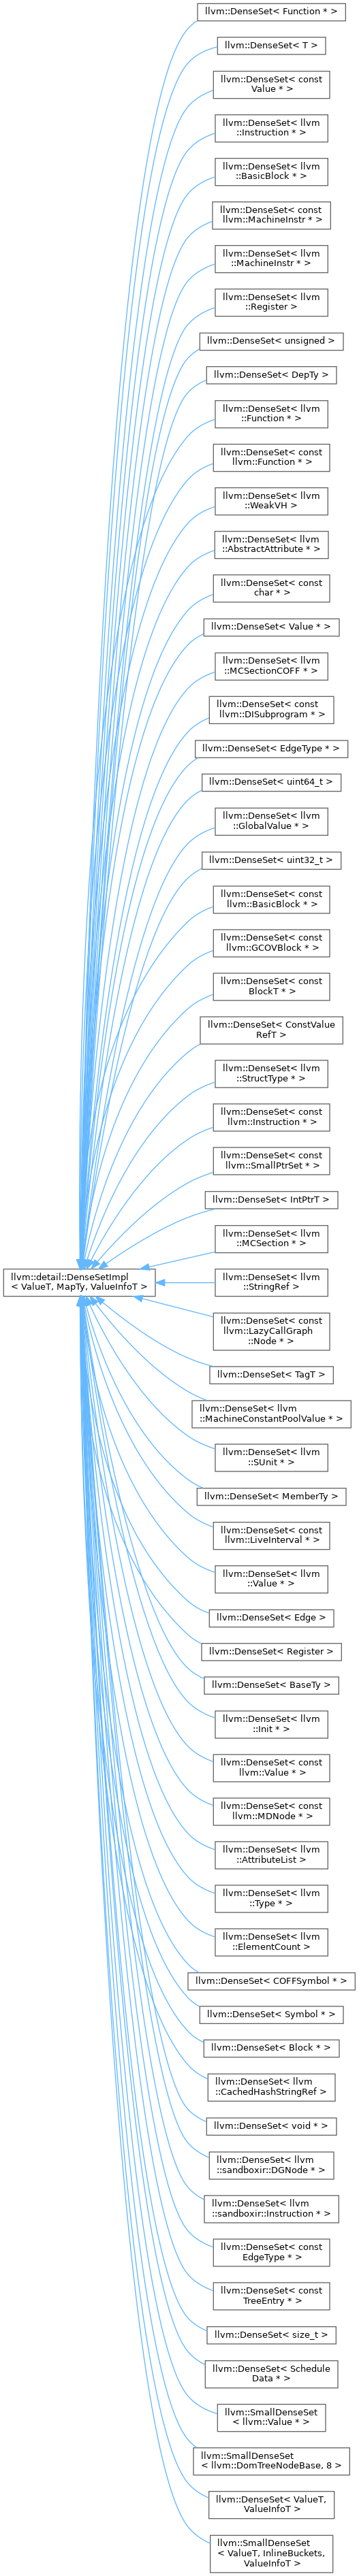 llvm::DenseSet< Function * >
llvm::DenseSet< T >
llvm::DenseSet< const
Value * >
llvm::DenseSet< llvm
::Instruction * >
llvm::DenseSet< llvm
::BasicBlock * >
llvm::DenseSet< const
llvm::MachineInstr * >
llvm::DenseSet< llvm
::MachineInstr * >
llvm::DenseSet< llvm
::Register >
llvm::DenseSet< unsigned >
llvm::DenseSet< DepTy >
llvm::DenseSet< llvm
::Function * >
llvm::DenseSet< const
llvm::Function * >
llvm::DenseSet< llvm
::WeakVH >
llvm::DenseSet< llvm
::AbstractAttribute * >
llvm::DenseSet< const
char * >
llvm::DenseSet< Value * >
llvm::DenseSet< llvm
::MCSectionCOFF * >
llvm::DenseSet< const
llvm::DISubprogram * >
llvm::DenseSet< EdgeType * >
llvm::DenseSet< uint64_t >
llvm::DenseSet< llvm
::GlobalValue * >
llvm::DenseSet< uint32_t >
llvm::DenseSet< const
llvm::BasicBlock * >
llvm::DenseSet< const
llvm::GCOVBlock * >
llvm::DenseSet< const
BlockT * >
llvm::DenseSet< ConstValue
RefT >
llvm::DenseSet< llvm
::StructType * >
llvm::DenseSet< const
llvm::Instruction * >
llvm::DenseSet< const
llvm::SmallPtrSet * >
llvm::DenseSet< IntPtrT >
llvm::DenseSet< llvm
::MCSection * >
llvm::detail::DenseSetImpl
< ValueT, MapTy, ValueInfoT >
llvm::DenseSet< llvm
::StringRef >
llvm::DenseSet< const
llvm::LazyCallGraph
::Node * >
llvm::DenseSet< TagT >
llvm::DenseSet< llvm
::MachineConstantPoolValue * >
llvm::DenseSet< llvm
::SUnit * >
llvm::DenseSet< MemberTy >
llvm::DenseSet< const
llvm::LiveInterval * >
llvm::DenseSet< llvm
::Value * >
llvm::DenseSet< Edge >
llvm::DenseSet< Register >
llvm::DenseSet< BaseTy >
llvm::DenseSet< llvm
::Init * >
llvm::DenseSet< const
llvm::Value * >
llvm::DenseSet< const
llvm::MDNode * >
llvm::DenseSet< llvm
::AttributeList >
llvm::DenseSet< llvm
::Type * >
llvm::DenseSet< llvm
::ElementCount >
llvm::DenseSet< COFFSymbol * >
llvm::DenseSet< Symbol * >
llvm::DenseSet< Block * >
llvm::DenseSet< llvm
::CachedHashStringRef >
llvm::DenseSet< void * >
llvm::DenseSet< llvm
::sandboxir::DGNode * >
llvm::DenseSet< llvm
::sandboxir::Instruction * >
llvm::DenseSet< const
EdgeType * >
llvm::DenseSet< const
TreeEntry * >
llvm::DenseSet< size_t >
llvm::DenseSet< Schedule
Data * >
llvm::SmallDenseSet
< llvm::Value * >
llvm::SmallDenseSet
< llvm::DomTreeNodeBase, 8 >
llvm::DenseSet< ValueT,
ValueInfoT >
llvm::SmallDenseSet
< ValueT, InlineBuckets,
ValueInfoT >